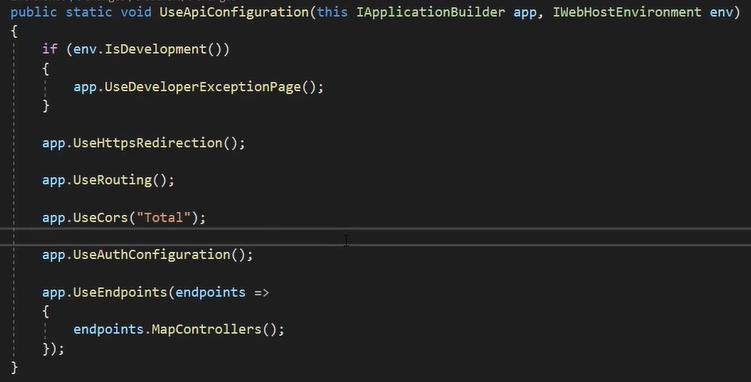 public static void UseApiConfiguration(this IApplicationBuilder app, IWebHostEnvironment env)
{
if (env.IsDevelopment())
{
app.UseDeveloperExceptionPage();
}
app.UseHttpsRedirection();
app.UseRouting();
app.UseCors("Total");
app.UseAuthConfiguration();
app.UseEndpoints(endpoints =>
{
endpoints.MapControllers();
});
}